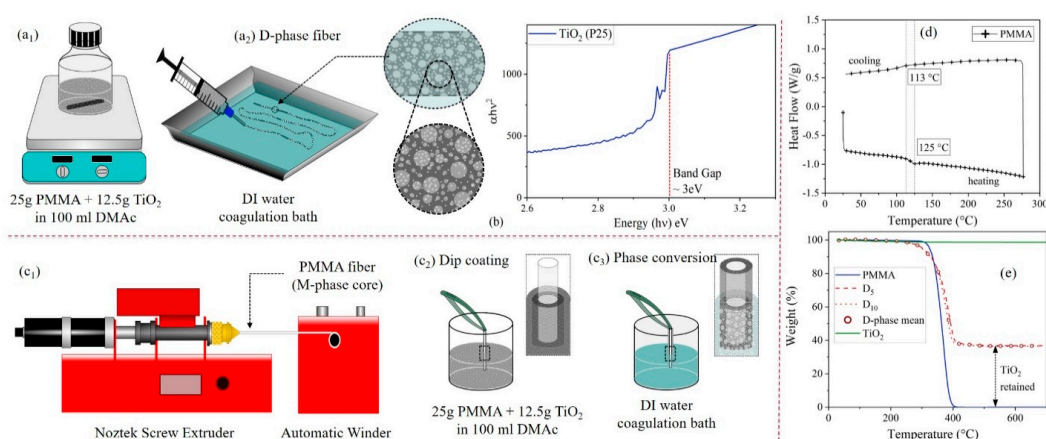 (a₁)
25g PMMA + 12.5g TiO₂
in 100 ml DMAc
(a₂) D-phase fiber
DI water
coagulation bath
(b)
TiO₂ (P25)
αhν²
1000
500
0
Band Gap
~ 3eV
2.6
2.8
3.0
3.2
Energy (hν) eV
(c₁)
PMMA fiber
(M-phase core)
Noztek Screw Extruder
Automatic Winder
(c₂) Dip coating
25g PMMA + 12.5g TiO₂
in 100 ml DMAc
(c₃) Phase conversion
DI water
coagulation bath
(d)
PMMA
Heat Flow (W/g)
1.5
1.0
0.5
0.0
-0.5
-1.0
-1.5
cooling
113 °C
125 °C
heating
0
50
100
150
200
250
300
Temperature (°C)
(e)
Weight (%)
100
80
60
40
20
0
PMMA
D₅
D₁₀
D-phase mean
TiO₂
TiO₂
retained
0
200
400
600
Temperature (°C)